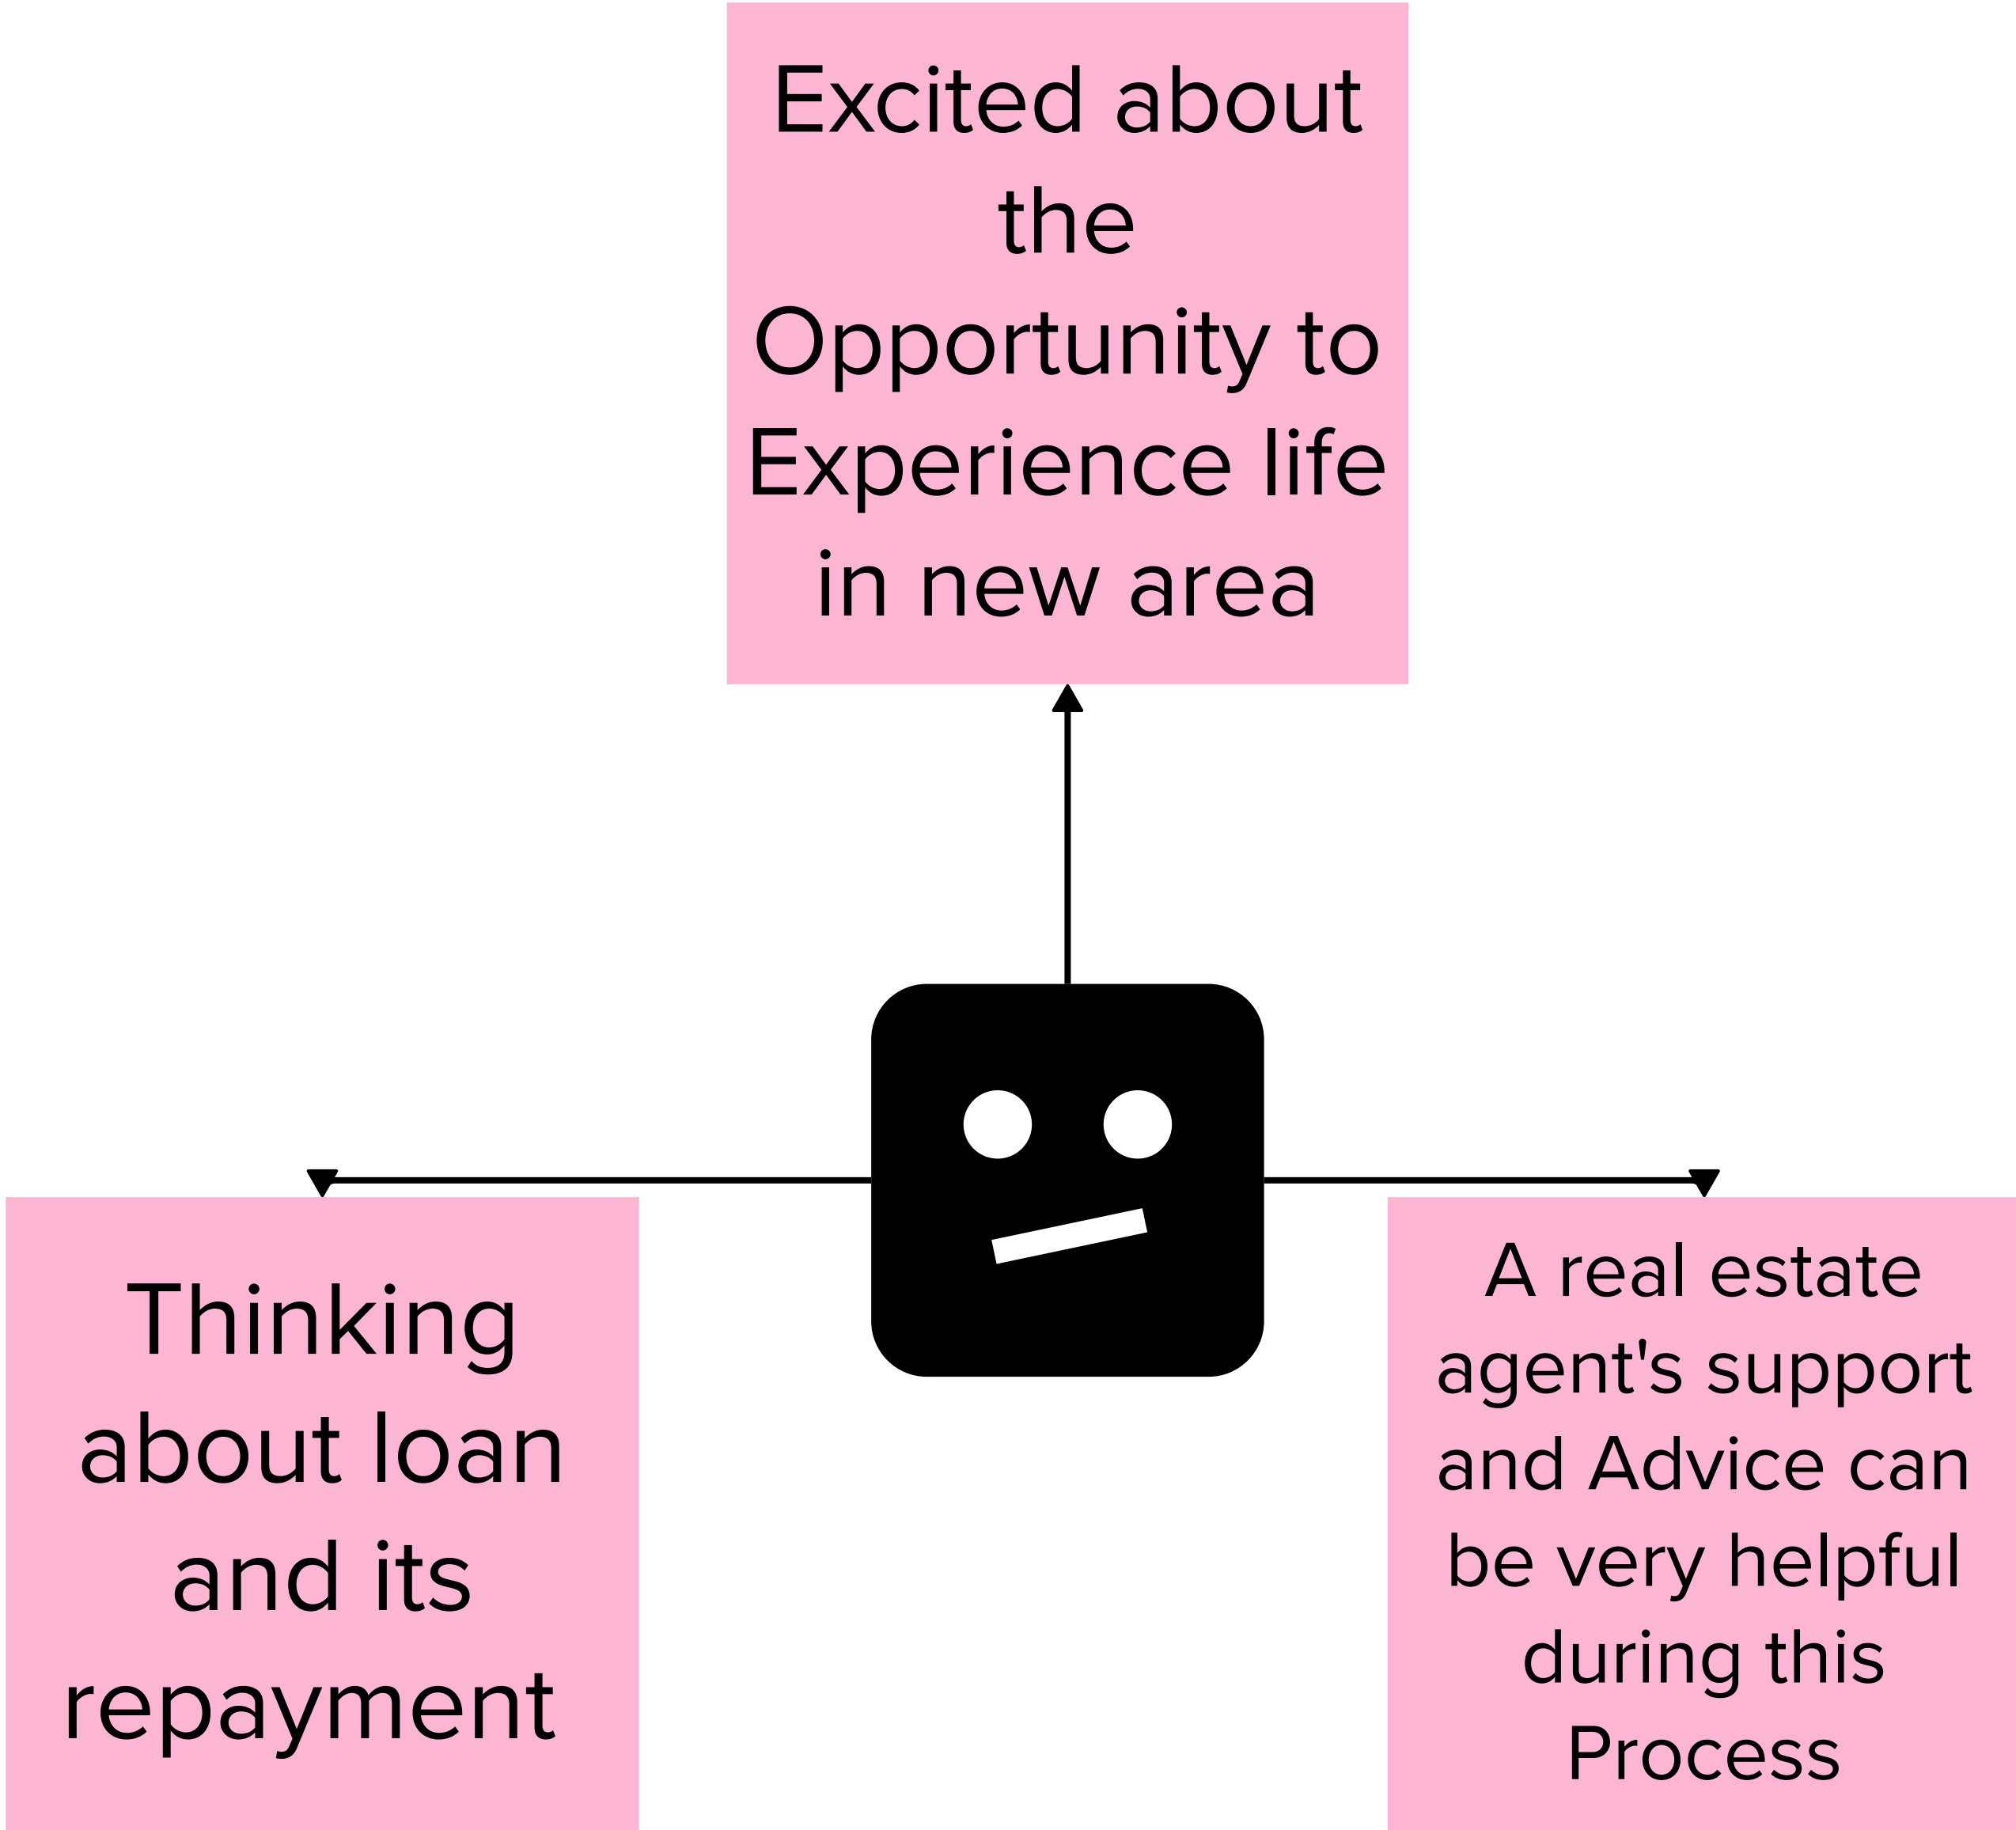 Excited about
the
Opportunity to
Experience life
in new area
Thinking
about loan
and its
repayment
A real estate
agent's support
and Advice can
be very helpful
during this
Process